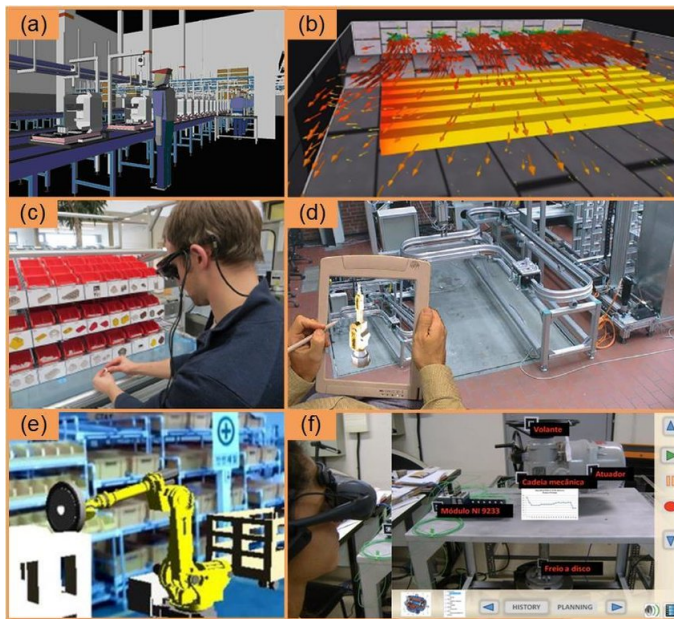 (a)
(b)
(c)
(d)
(e)
(f)
Volante
Atuador
Cadeia mecânica
Módulo NI 9233
Freio a disco
HISTORY
PLANNING